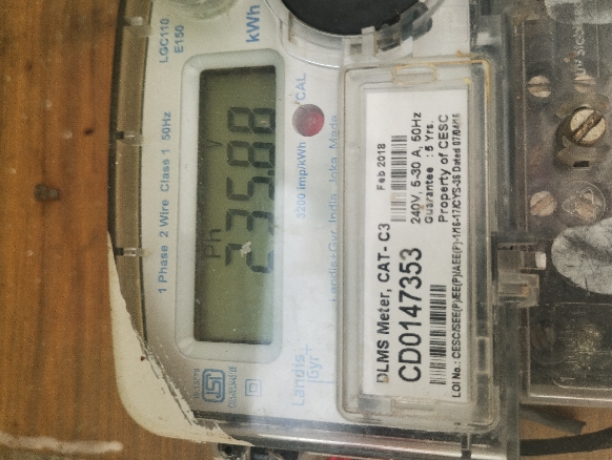 LGC110.
E150
kWh
1 Phase 2 Wire Class 1 50Hz
Ph
V
235.88
3200 imp/kWh
CAL
Landis+Gyr India
Landis
Gyr+
DLMS Meter, CAT- C3
Feb 2018
CD0147353
240V, 5-30 A, 50Hz
Guarantee : 5 Yrs.
Property of CESC